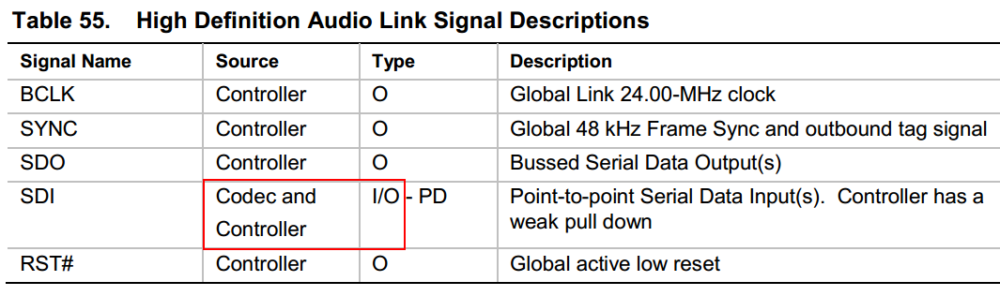 Table 55. High Definition Audio Link Signal Descriptions
Signal Name Source Type Description
BCLK Controller O Global Link 24.00-MHz clock
SYNC Controller O Global 48 kHz Frame Sync and outbound tag signal
SDO Controller O Bussed Serial Data Output(s)
SDI Codec and I/O - PD Point-to-point Serial Data Input(s). Controller has a
Controller weak pull down
RST# Controller O Global active low reset